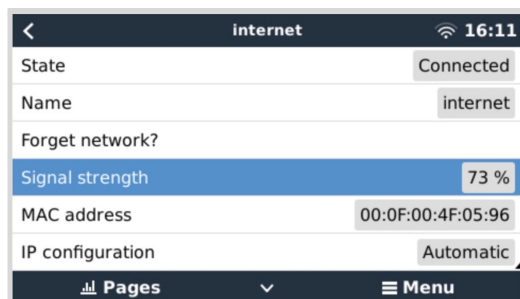 internet 16:11
State Connected
Name internet
Forget network?
Signal strength 73 %
MAC address 00:0F:00:4F:05:96
IP configuration Automatic
Pages Menu